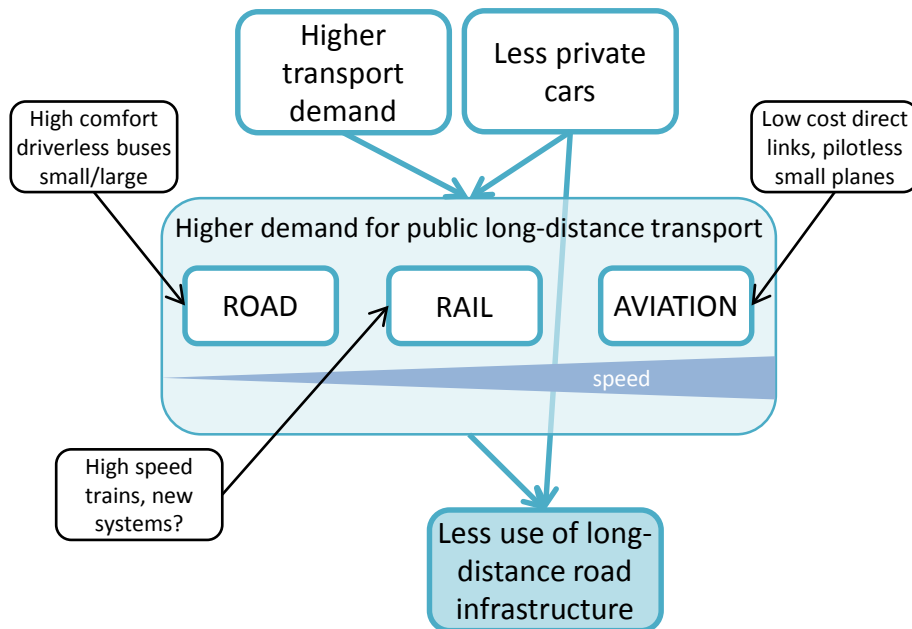 Higher
transport
demand
Less private
cars
High comfort
driverless buses
small/large
Low cost direct
links, pilotless
small planes
Higher demand for public long-distance transport
ROAD
RAIL
AVIATION
speed
High speed
trains, new
systems?
Less use of long-
distance road
infrastructure